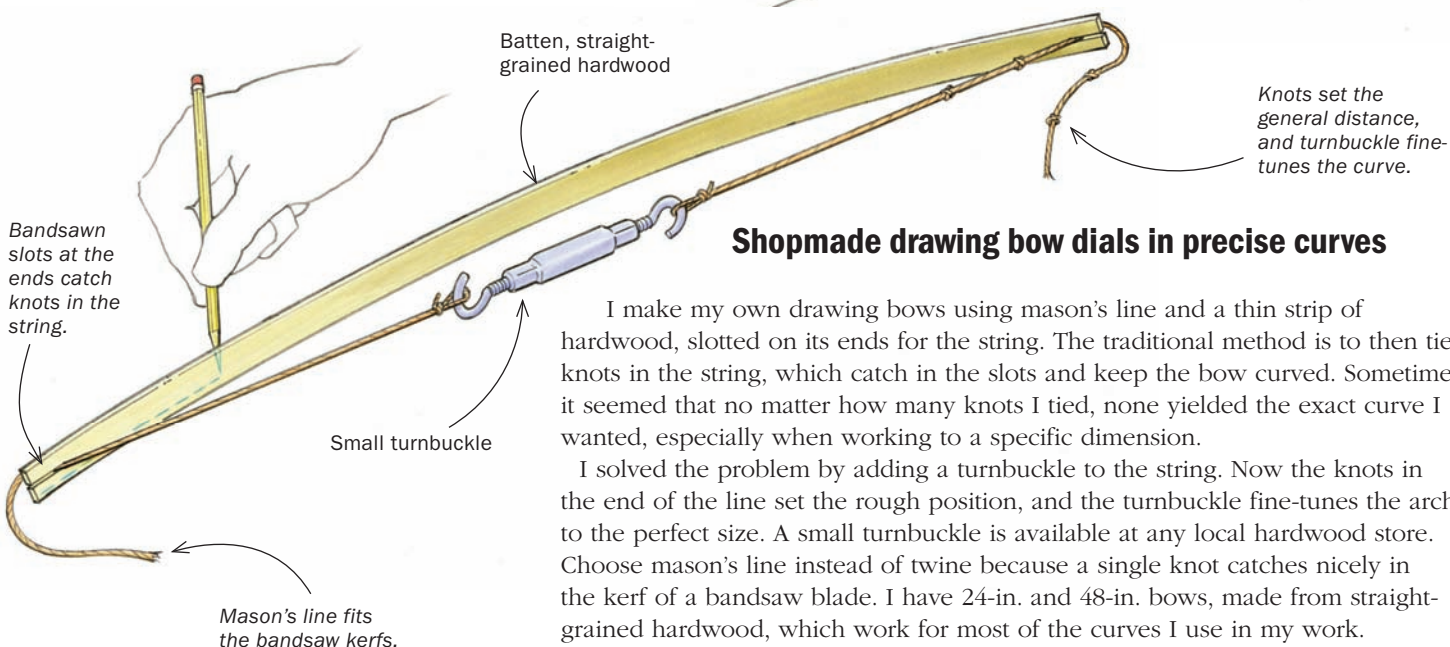 Batten, straight-
grained hardwood
Knots set the
general distance,
and turnbuckle fine-
tunes the curve.
Bandsawn
slots at the
ends catch
knots in the
string.
Small turnbuckle
Mason's line fits
the bandsaw kerfs.
Shopmade drawing bow dials in precise curves
I make my own drawing bows using mason's line and a thin strip of
hardwood, slotted on its ends for the string. The traditional method is to then tie
knots in the string, which catch in the slots and keep the bow curved. Sometime
it seemed that no matter how many knots I tied, none yielded the exact curve I
wanted, especially when working to a specific dimension.
I solved the problem by adding a turnbuckle to the string. Now the knots in
the end of the line set the rough position, and the turnbuckle fine-tunes the arch
to the perfect size. A small turnbuckle is available at any local hardwood store.
Choose mason's line instead of twine because a single knot catches nicely in
the kerf of a bandsaw blade. I have 24-in. and 48-in. bows, made from straight-
grained hardwood, which work for most of the curves I use in my work.